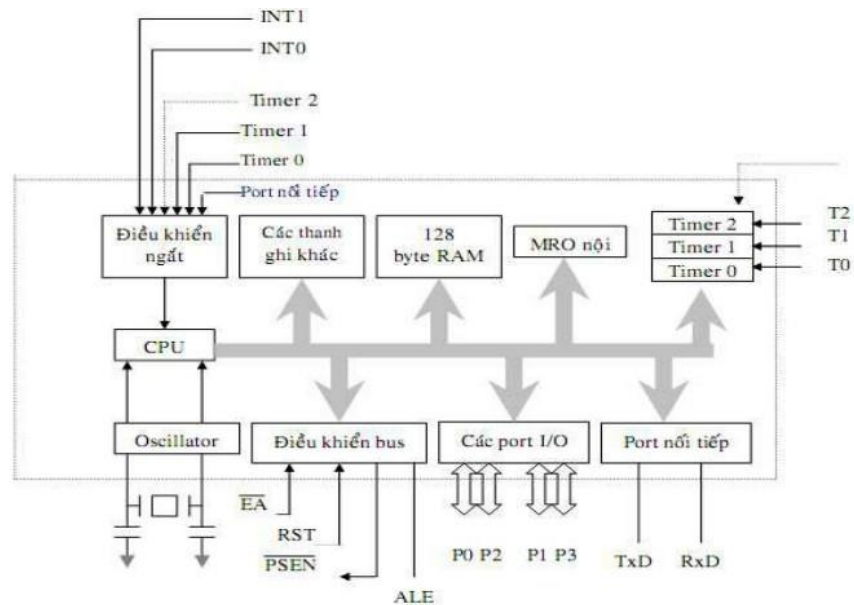 INT1
INT0
Timer 2
Timer 1
Timer 0
Port nối tiếp
Điều khiển
ngắt
Các thanh
ghi khác
128
byte RAM
MRO nội
Timer 2
Timer 1
Timer 0
T2
T1
T0
CPU
Oscillator
Điều khiển bus
Các port I/O
Port nối tiếp
EA
RST
PSEN
ALE
P0 P2
P1 P3
TxD
RxD